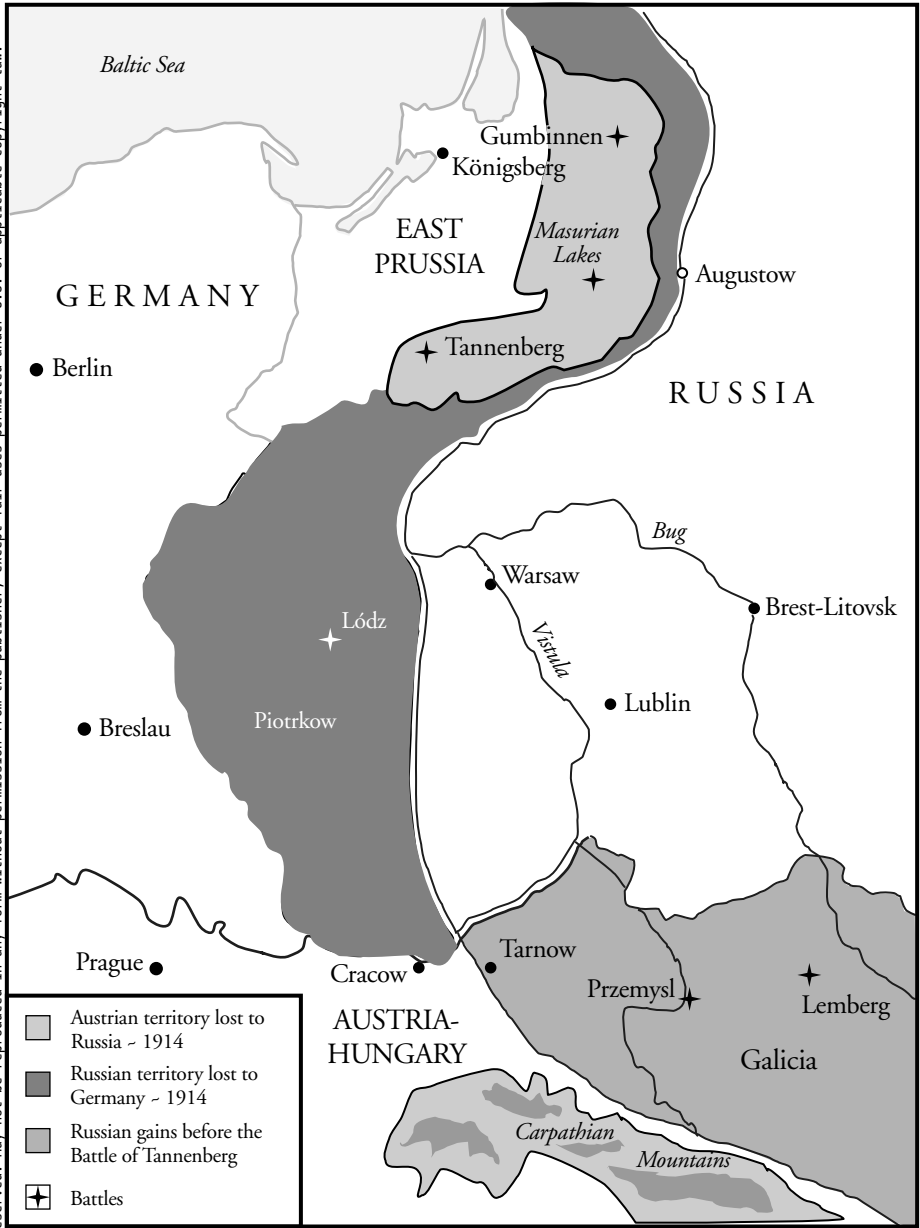 Baltic Sea
Gumbinnen
Königsberg
EAST
PRUSSIA
Masurian
Lakes
GERMANY
Augustow
Tannenberg
Berlin
RUSSIA
Bug
Warsaw
Brest-Litovsk
Lódz
Vistula
Lublin
Piotrkow
Breslau
Tarnow
Prague
Cracow
Przemysl
Lemberg
AUSTRIA-
HUNGARY
Galicia
Carpathian
Mountains
Austrian territory lost to
Russia ~ 1914
Russian territory lost to
Germany ~ 1914
Russian gains before the
Battle of Tannenberg
Battles